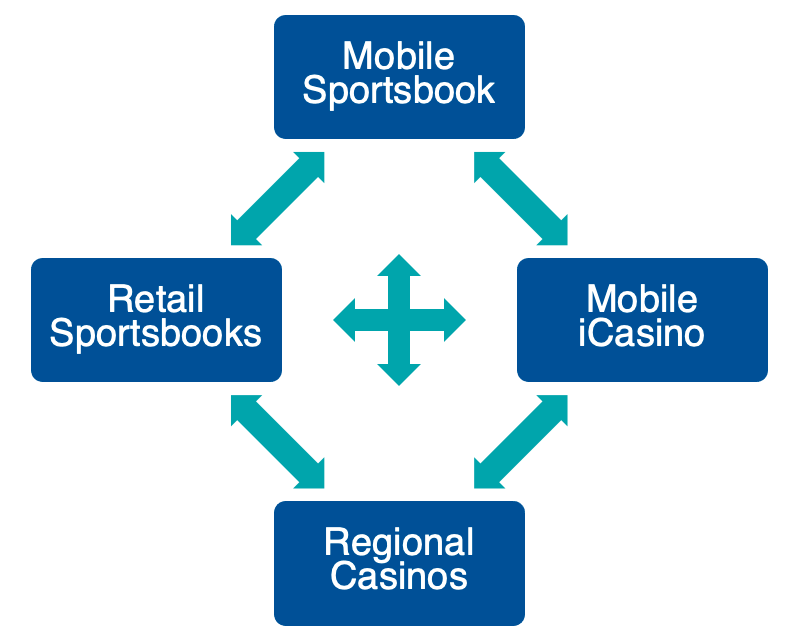 Mobile
Sportsbook
Retail
Sportsbooks
Mobile
iCasino
Regional
Casinos